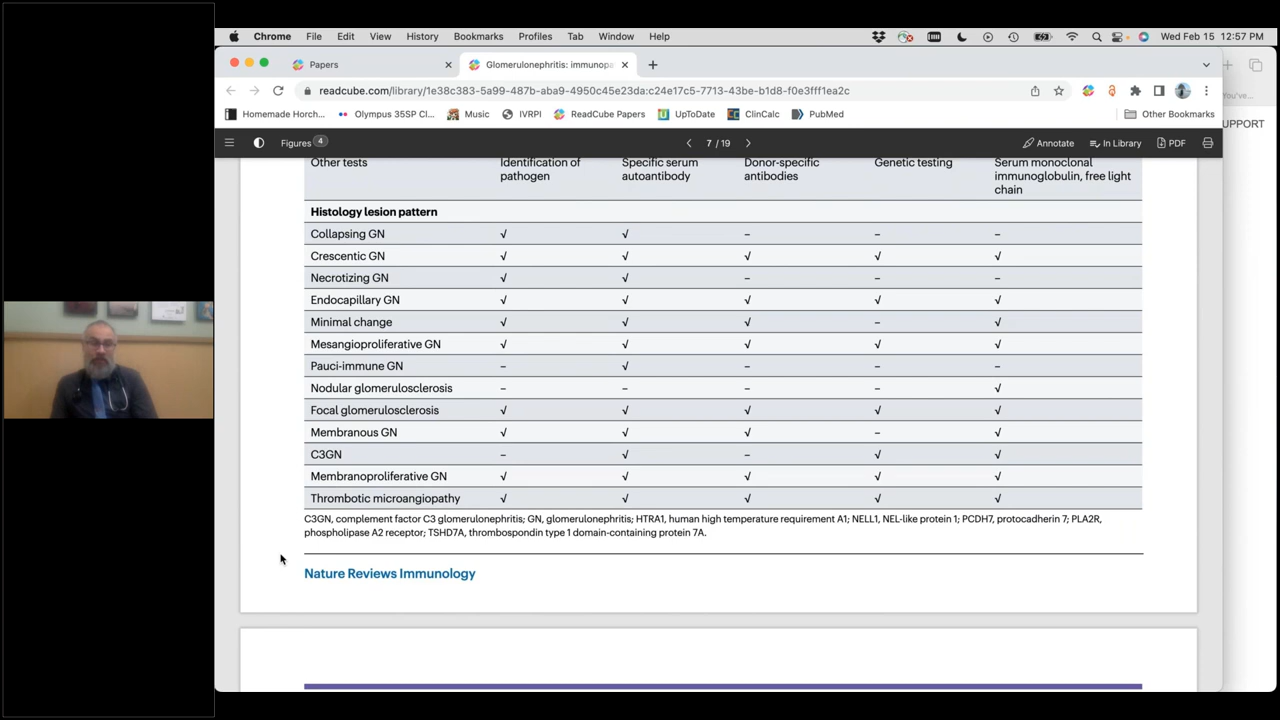 Chrome File Edit View History Bookmarks Profiles Tab Window Help Wed Feb 15 12:57 PM
Papers × Glomerulonephritis: immunopa × +
readcube.com/library/1e38c383-5a99-487b-aba9-4950c45e23da:c24e17c5-7713-43be-b1d8-f0e3fff1ea2c
You've...
Homemade Horch... Olympus 35SP Cl... Music IVRPI ReadCube Papers UpToDate ClinCalc PubMed Other Bookmarks
UPPORT
Figures 4 < 7 / 19 > Annotate In Library PDF
Other tests Identification of pathogen Specific serum autoantibody Donor-specific antibodies Genetic testing Serum monoclonal immunoglobulin, free light chain
Histology lesion pattern
Collapsing GN √ √ – – –
Crescentic GN √ √ √ √ √
Necrotizing GN √ √ – – –
Endocapillary GN √ √ √ √ √
Minimal change √ √ √ – √
Mesangioproliferative GN √ √ √ √ √
Pauci-immune GN – √ – – –
Nodular glomerulosclerosis – – – – √
Focal glomerulosclerosis √ √ √ √ √
Membranous GN √ √ √ – √
C3GN – √ – √ √
Membranoproliferative GN √ √ √ √ √
Thrombotic microangiopathy √ √ √ √ √
C3GN, complement factor C3 glomerulonephritis; GN, glomerulonephritis; HTRA1, human high temperature requirement A1; NELL1, NEL-like protein 1; PCDH7, protocadherin 7; PLA2R,
phospholipase A2 receptor; TSHD7A, thrombospondin type 1 domain-containing protein 7A.
Nature Reviews Immunology